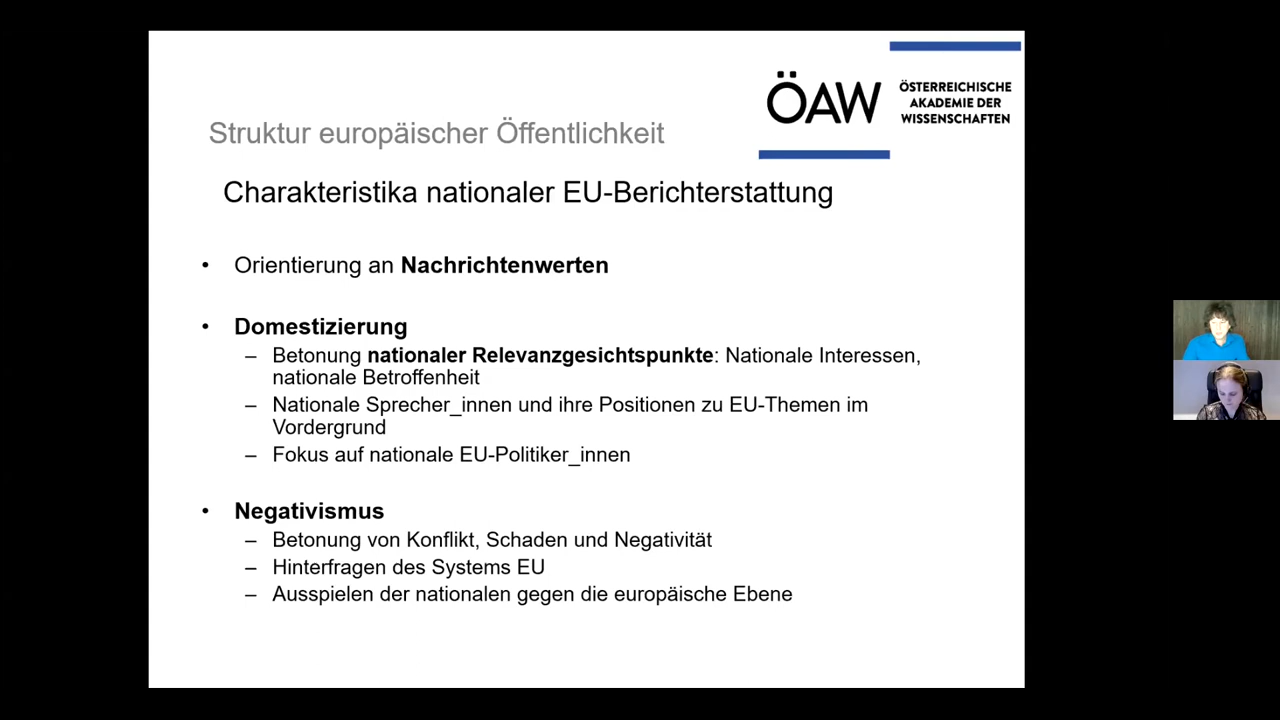 ÖAW
ÖSTERREICHISCHE
AKADEMIE DER
WISSENSCHAFTEN
Struktur europäischer Öffentlichkeit
Charakteristika nationaler EU-Berichterstattung
• Orientierung an Nachrichtenwerten
• Domestizierung
– Betonung nationaler Relevanzgesichtspunkte: Nationale Interessen,
nationale Betroffenheit
– Nationale Sprecher_innen und ihre Positionen zu EU-Themen im
Vordergrund
– Fokus auf nationale EU-Politiker_innen
• Negativismus
– Betonung von Konflikt, Schaden und Negativität
– Hinterfragen des Systems EU
– Ausspielen der nationalen gegen die europäische Ebene